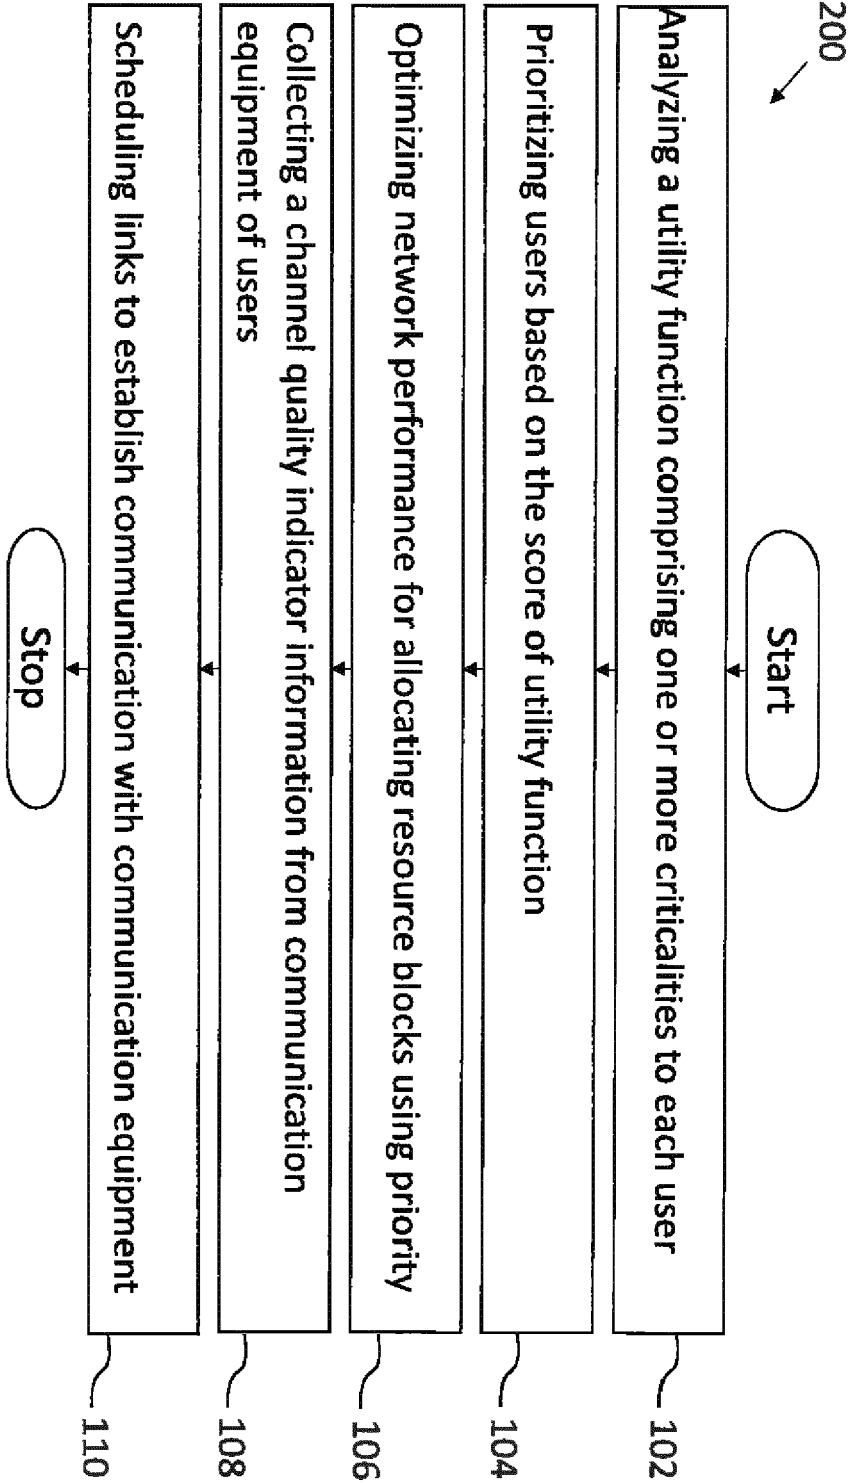 200
Start
Analyzing a utility function comprising one or more criticalities to each user
102
Prioritizing users based on the score of utility function
104
Optimizing network performance for allocating resource blocks using priority
106
Collecting a channel quality indicator information from communication
equipment of users
108
Scheduling links to establish communication with communication equipment
110
Stop